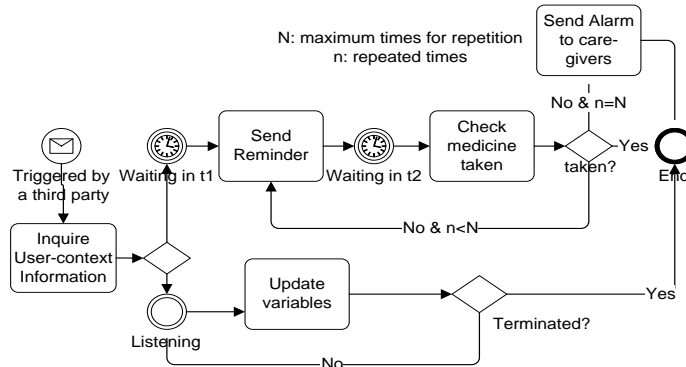 Send Alarm
to care-
givers
N: maximum times for repetition
n: repeated times
No & n=N
Send
Reminder
Check
medicine
taken
Yes
taken?
Triggered by
a third party
Waiting in t1
Waiting in t2
End
No & n<N
Inquire
User-context
Information
Update
variables
Yes
Terminated?
Listening
No